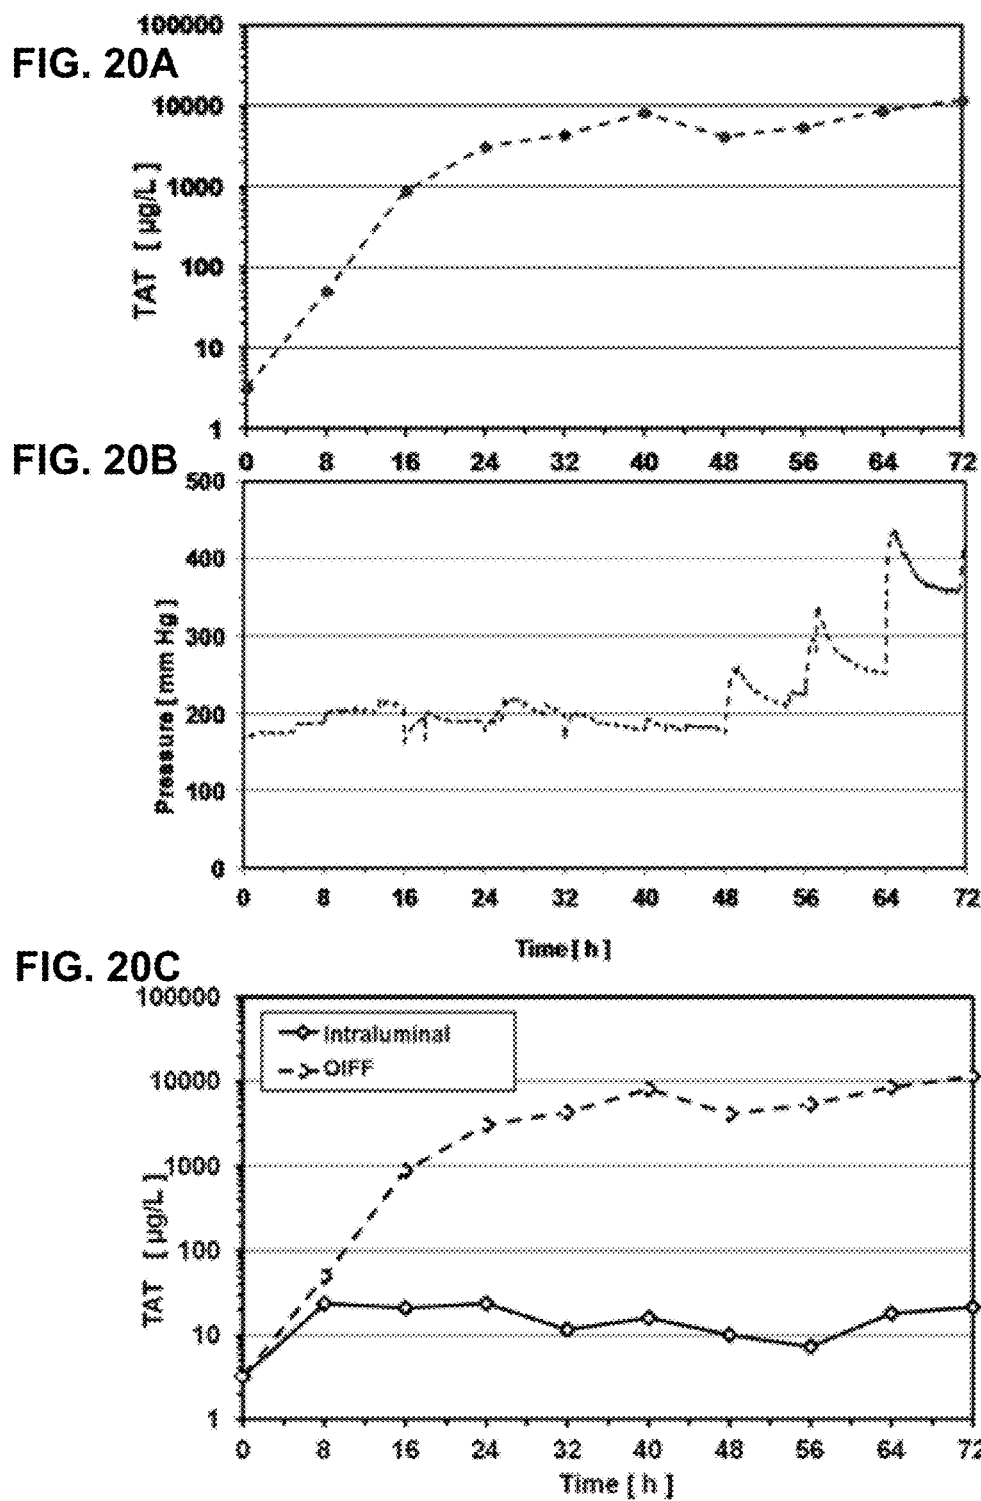 FIG. 20A
100000
10000
1000
100
10
1
TAT [ µg/L ]
0 8 16 24 32 40 48 56 64 72
FIG. 20B
500
400
300
200
100
0
Pressure [ mm Hg ]
0 8 16 24 32 40 48 56 64 72
Time [ h ]
FIG. 20C
100000
10000
1000
100
10
1
TAT [ µg/L ]
Intraluminal
OIFF
0 8 16 24 32 40 48 56 64 72
Time [ h ]